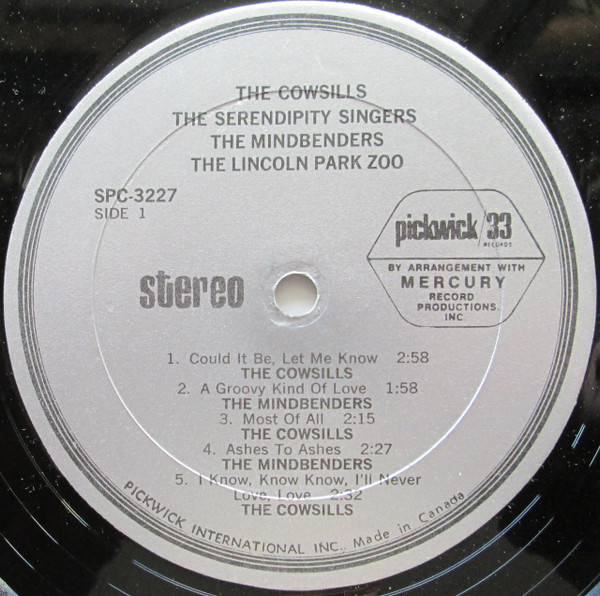 THE COWSILLS
THE SERENDIPITY SINGERS
THE MINDBENDERS
THE LINCOLN PARK ZOO
SPC-3227
SIDE 1
pickwick/33
RECORDS
BY ARRANGEMENT WITH
MERCURY
RECORD
PRODUCTIONS,
INC
stereo
1. Could It Be, Let Me Know 2:58
THE COWSILLS
2. A Groovy Kind Of Love 1:58
THE MINDBENDERS
3. Most Of All 2:15
THE COWSILLS
4. Ashes To Ashes 2:27
THE MINDBENDERS
5. I Know, Know Know, I'll Never
Love, Love 2:32
THE COWSILLS
PICKWICK INTERNATIONAL INC., Made in Canada